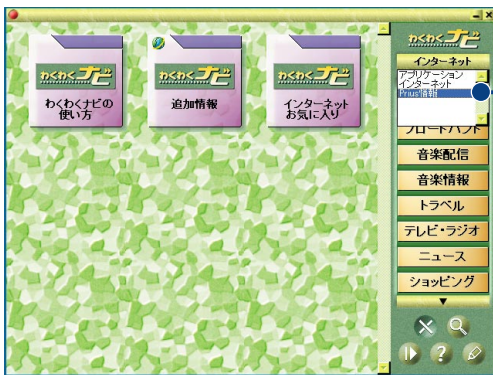 わくわくナビ
わくわくナビの
使い方
わくわくナビ
追加情報
わくわくナビ
インターネット
お気に入り
わくわくナビ
インターネット
アプリケーション
インターネット
Prius情報
ブロードバンド
音楽配信
音楽情報
トラベル
テレビ・ラジオ
ニュース
ショッピング
?